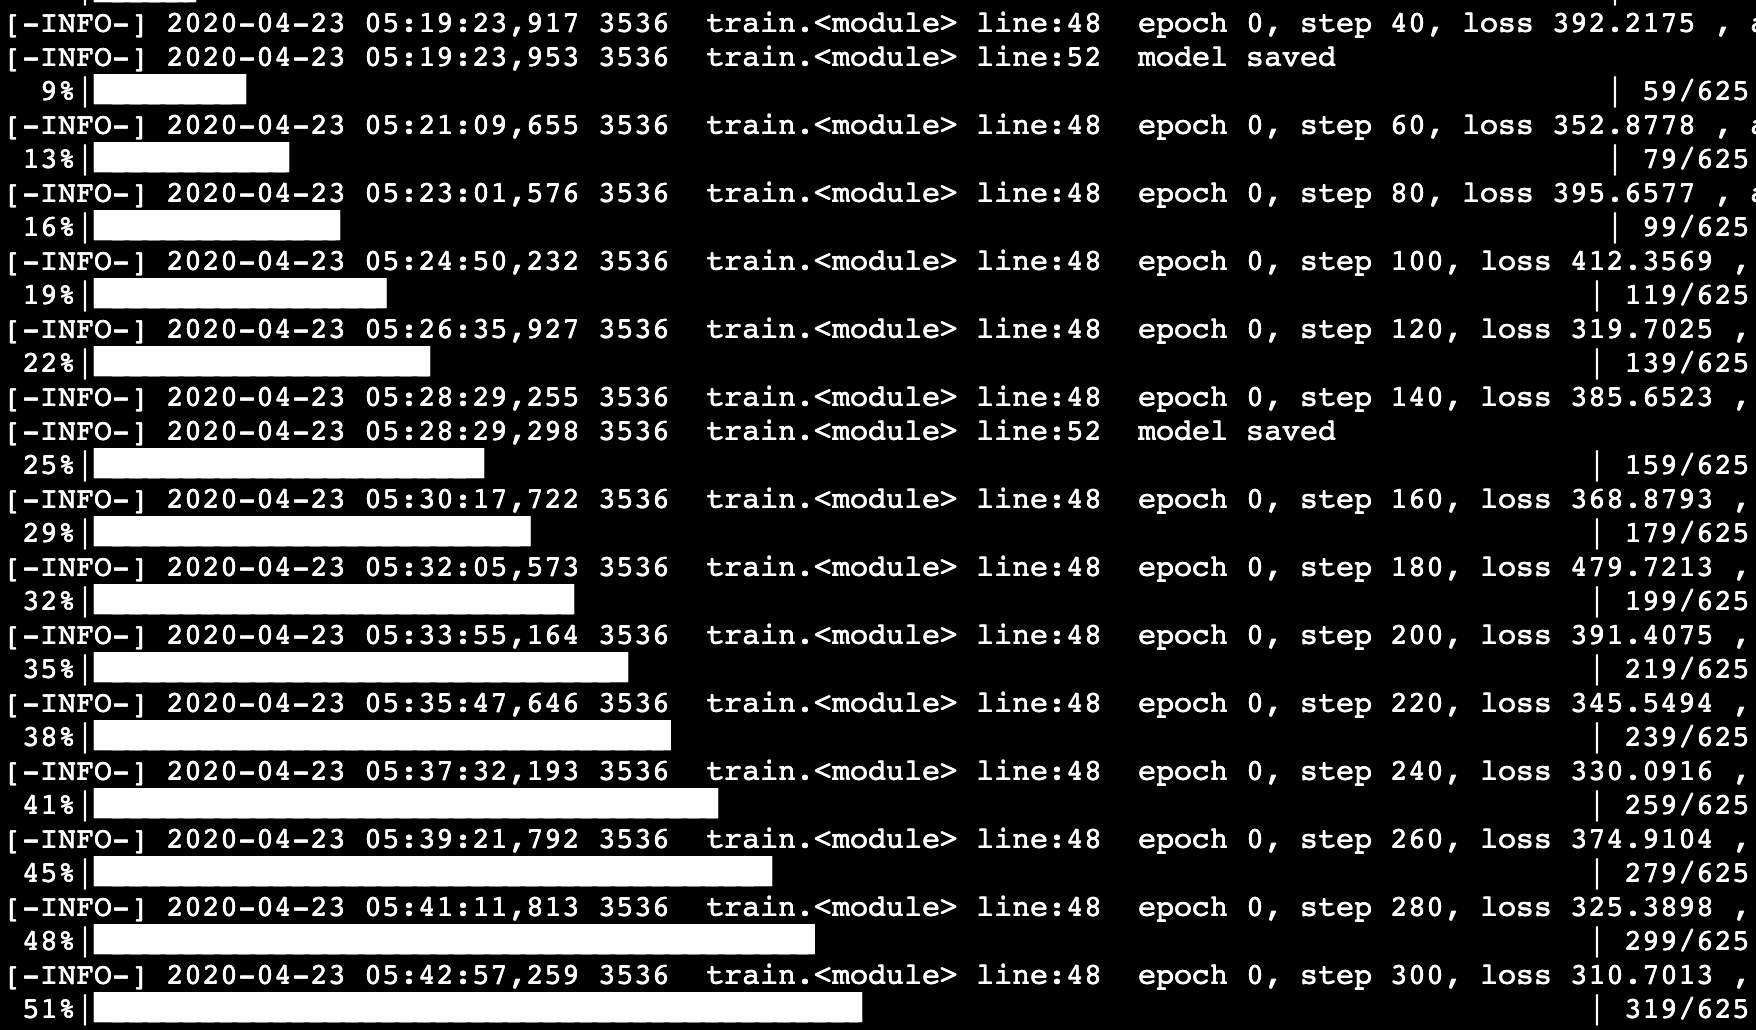 [-INFO-] 2020-04-23 05:19:23,917 3536  train.<module> line:48  epoch 0, step 40, loss 392.2175 , a
[-INFO-] 2020-04-23 05:19:23,953 3536  train.<module> line:52  model saved
9%| | 59/625
[-INFO-] 2020-04-23 05:21:09,655 3536  train.<module> line:48  epoch 0, step 60, loss 352.8778 , a
13%| | 79/625
[-INFO-] 2020-04-23 05:23:01,576 3536  train.<module> line:48  epoch 0, step 80, loss 395.6577 , a
16%| | 99/625
[-INFO-] 2020-04-23 05:24:50,232 3536  train.<module> line:48  epoch 0, step 100, loss 412.3569 ,
19%| | 119/625
[-INFO-] 2020-04-23 05:26:35,927 3536  train.<module> line:48  epoch 0, step 120, loss 319.7025 ,
22%| | 139/625
[-INFO-] 2020-04-23 05:28:29,255 3536  train.<module> line:48  epoch 0, step 140, loss 385.6523 ,
[-INFO-] 2020-04-23 05:28:29,298 3536  train.<module> line:52  model saved
25%| | 159/625
[-INFO-] 2020-04-23 05:30:17,722 3536  train.<module> line:48  epoch 0, step 160, loss 368.8793 ,
29%| | 179/625
[-INFO-] 2020-04-23 05:32:05,573 3536  train.<module> line:48  epoch 0, step 180, loss 479.7213 ,
32%| | 199/625
[-INFO-] 2020-04-23 05:33:55,164 3536  train.<module> line:48  epoch 0, step 200, loss 391.4075 ,
35%| | 219/625
[-INFO-] 2020-04-23 05:35:47,646 3536  train.<module> line:48  epoch 0, step 220, loss 345.5494 ,
38%| | 239/625
[-INFO-] 2020-04-23 05:37:32,193 3536  train.<module> line:48  epoch 0, step 240, loss 330.0916 ,
41%| | 259/625
[-INFO-] 2020-04-23 05:39:21,792 3536  train.<module> line:48  epoch 0, step 260, loss 374.9104 ,
45%| | 279/625
[-INFO-] 2020-04-23 05:41:11,813 3536  train.<module> line:48  epoch 0, step 280, loss 325.3898 ,
48%| | 299/625
[-INFO-] 2020-04-23 05:42:57,259 3536  train.<module> line:48  epoch 0, step 300, loss 310.7013 ,
51%| | 319/625